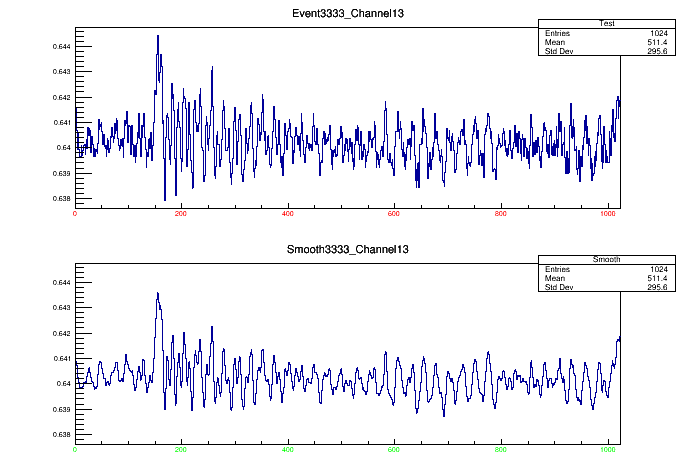 Event3333_Channel13
Test
Entries 1024
Mean 511.4
Std Dev 295.6
0.644
0.643
0.642
0.641
0.64
0.639
0.638
0 200 400 600 800 1000
Smooth3333_Channel13
Smooth
Entries 1024
Mean 511.4
Std Dev 295.6
0.644
0.643
0.642
0.641
0.64
0.639
0.638
0 200 400 600 800 1000